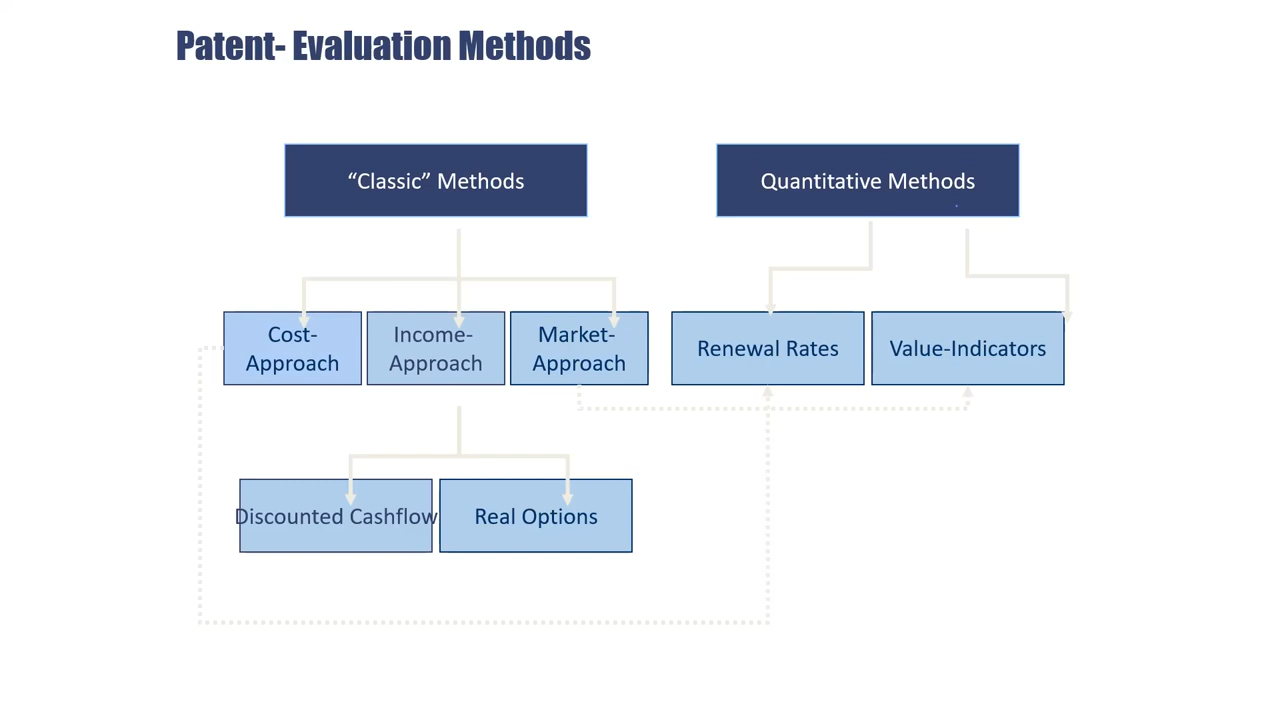 Patent- Evaluation Methods
“Classic” Methods
Quantitative Methods
Cost-
Approach
Income-
Approach
Market-
Approach
Renewal Rates
Value-Indicators
Discounted Cashflow
Real Options